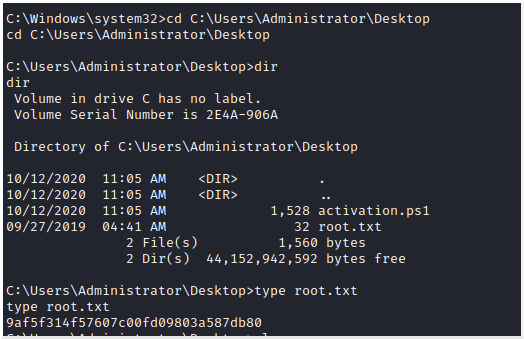 C:\Windows\system32>cd C:\Users\Administrator\Desktop
cd C:\Users\Administrator\Desktop
C:\Users\Administrator\Desktop>dir
dir
 Volume in drive C has no label.
 Volume Serial Number is 2E4A-906A
 Directory of C:\Users\Administrator\Desktop
10/12/2020  11:05 AM    <DIR>          .
10/12/2020  11:05 AM    <DIR>          ..
10/12/2020  11:05 AM             1,528 activation.ps1
09/27/2019  04:41 AM                32 root.txt
               2 File(s)          1,560 bytes
               2 Dir(s)  44,152,942,592 bytes free
C:\Users\Administrator\Desktop>type root.txt
type root.txt
9af5f314f57607c00fd09803a587db80